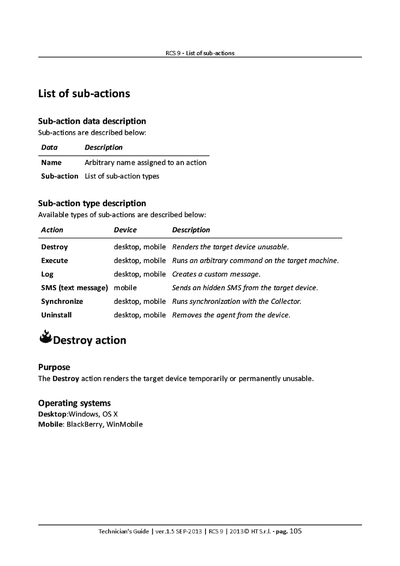 RCS 9 - List of sub-actions
List of sub-actions
Sub-action data description
Sub-actions are described below:
Data Description
Name Arbitrary name assigned to an action
Sub-action List of sub-action types
Sub-action type description
Available types of sub-actions are described below:
Action Device Description
Destroy desktop, mobile Renders the target device unusable.
Execute desktop, mobile Runs an arbitrary command on the target machine.
Log desktop, mobile Creates a custom message.
SMS (text message) mobile Sends an hidden SMS from the target device.
Synchronize desktop, mobile Runs synchronization with the Collector.
Uninstall desktop, mobile Removes the agent from the device.
Destroy action
Purpose
The Destroy action renders the target device temporarily or permanently unusable.
Operating systems
Desktop:Windows, OS X
Mobile: BlackBerry, WinMobile
Technician's Guide | ver.1.5 SEP-2013 | RCS 9 | 2013© HT S.r.l. - pag. 105